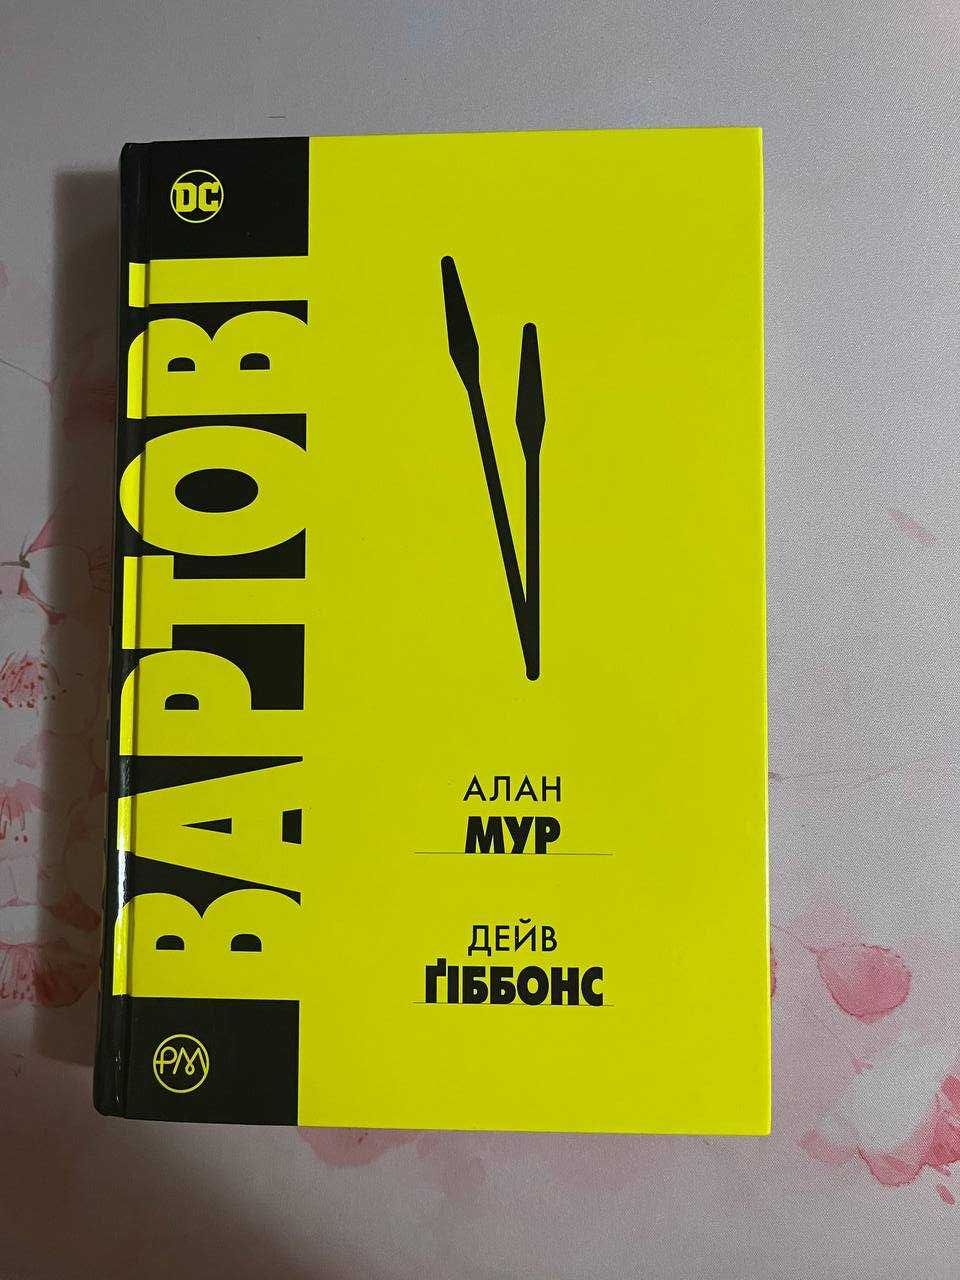 DC
ВАРТОВІ
РМ
АЛАН
МУР
ДЕЙВ
ҐІББОНС